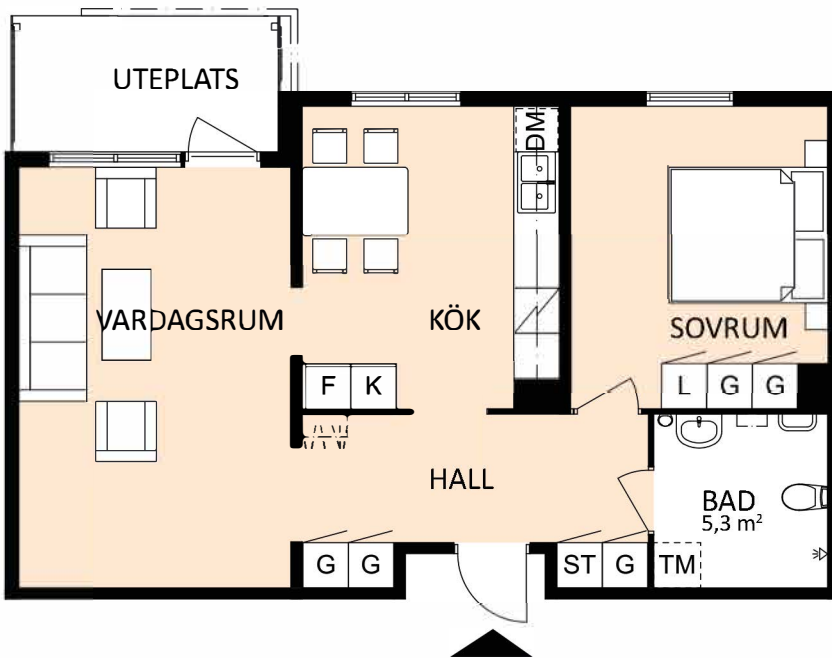 UTEPLATS
DM
VARDAGSRUM
KÖK
SOVRUM
F K
L G G
HALL
BAD
5,3 m²
G G
ST G TM